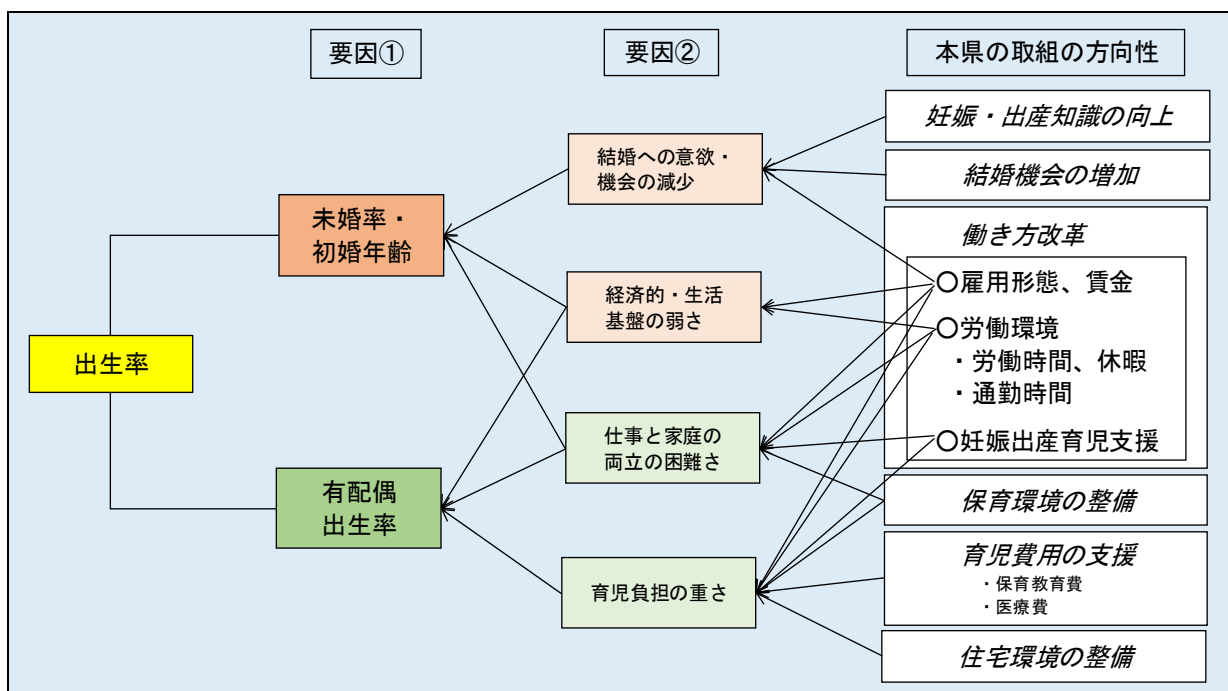 要因①
要因②
本県の取組の方向性
出生率
未婚率・
初婚年齢
有配偶
出生率
結婚への意欲・
機会の減少
経済的・生活
基盤の弱さ
仕事と家庭の
両立の困難さ
育児負担の重さ
妊娠・出産知識の向上
結婚機会の増加
働き方改革
○雇用形態、賃金
○労働環境
・労働時間、休暇
・通勤時間
○妊娠出産育児支援
保育環境の整備
育児費用の支援
・保育教育費
・医療費
住宅環境の整備